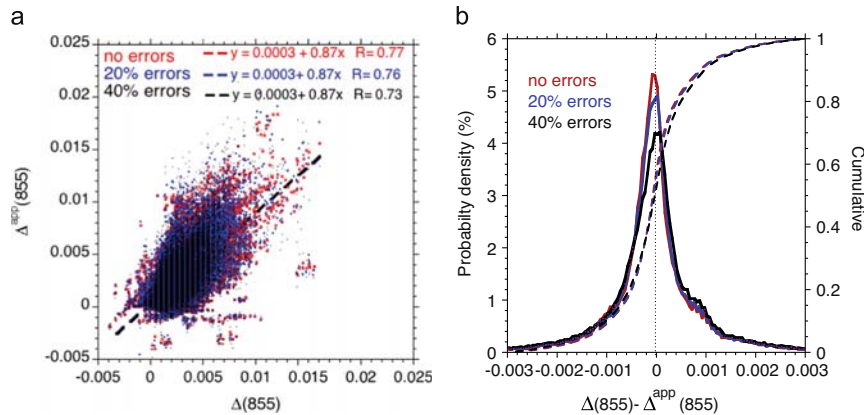 a
0.025
0.02
0.015
0.01
0.005
0
-0.005
Δapp(855)
no errors
20% errors
40% errors
y = 0.0003 + 0.87x R = 0.77
y = 0.0003 + 0.87x R = 0.76
y = 0.0003 + 0.87x R = 0.73
-0.005 0 0.005 0.01 0.015 0.02 0.025
Δ(855)
b
6
5
4
3
2
1
0
Probabilty density (%)
no errors
20% errors
40% errors
1
0.8
0.6
0.4
0.2
0
Cumulative
-0.003 -0.002 -0.001 0 0.001 0.002 0.003
Δ(855)- Δapp (855)